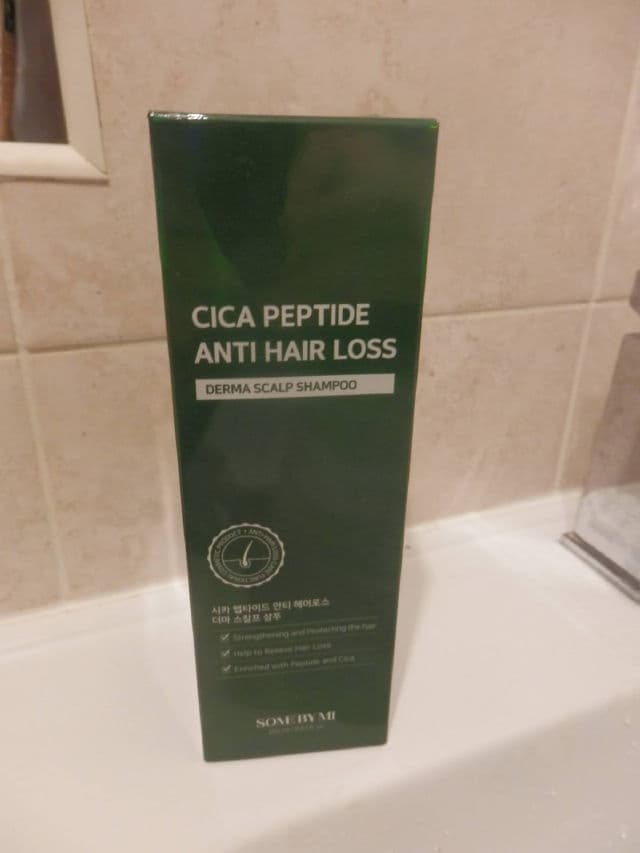 CICA PEPTIDE
ANTI HAIR LOSS
DERMA SCALP SHAMPOO
시카 펩타이드 안티 헤어로스
더마 스칼프 샴푸
Strengthening and Protecting the hair
Help to Relieve Hair Loss
Enriched with Peptide and Cica
SOME BY MI